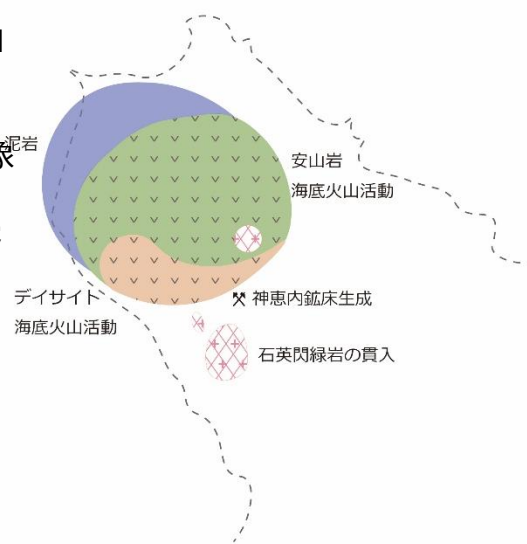 泥岩
安山岩
海底火山活動
デイサイト
海底火山活動
神恵内鉱床生成
石英閃緑岩の貫入